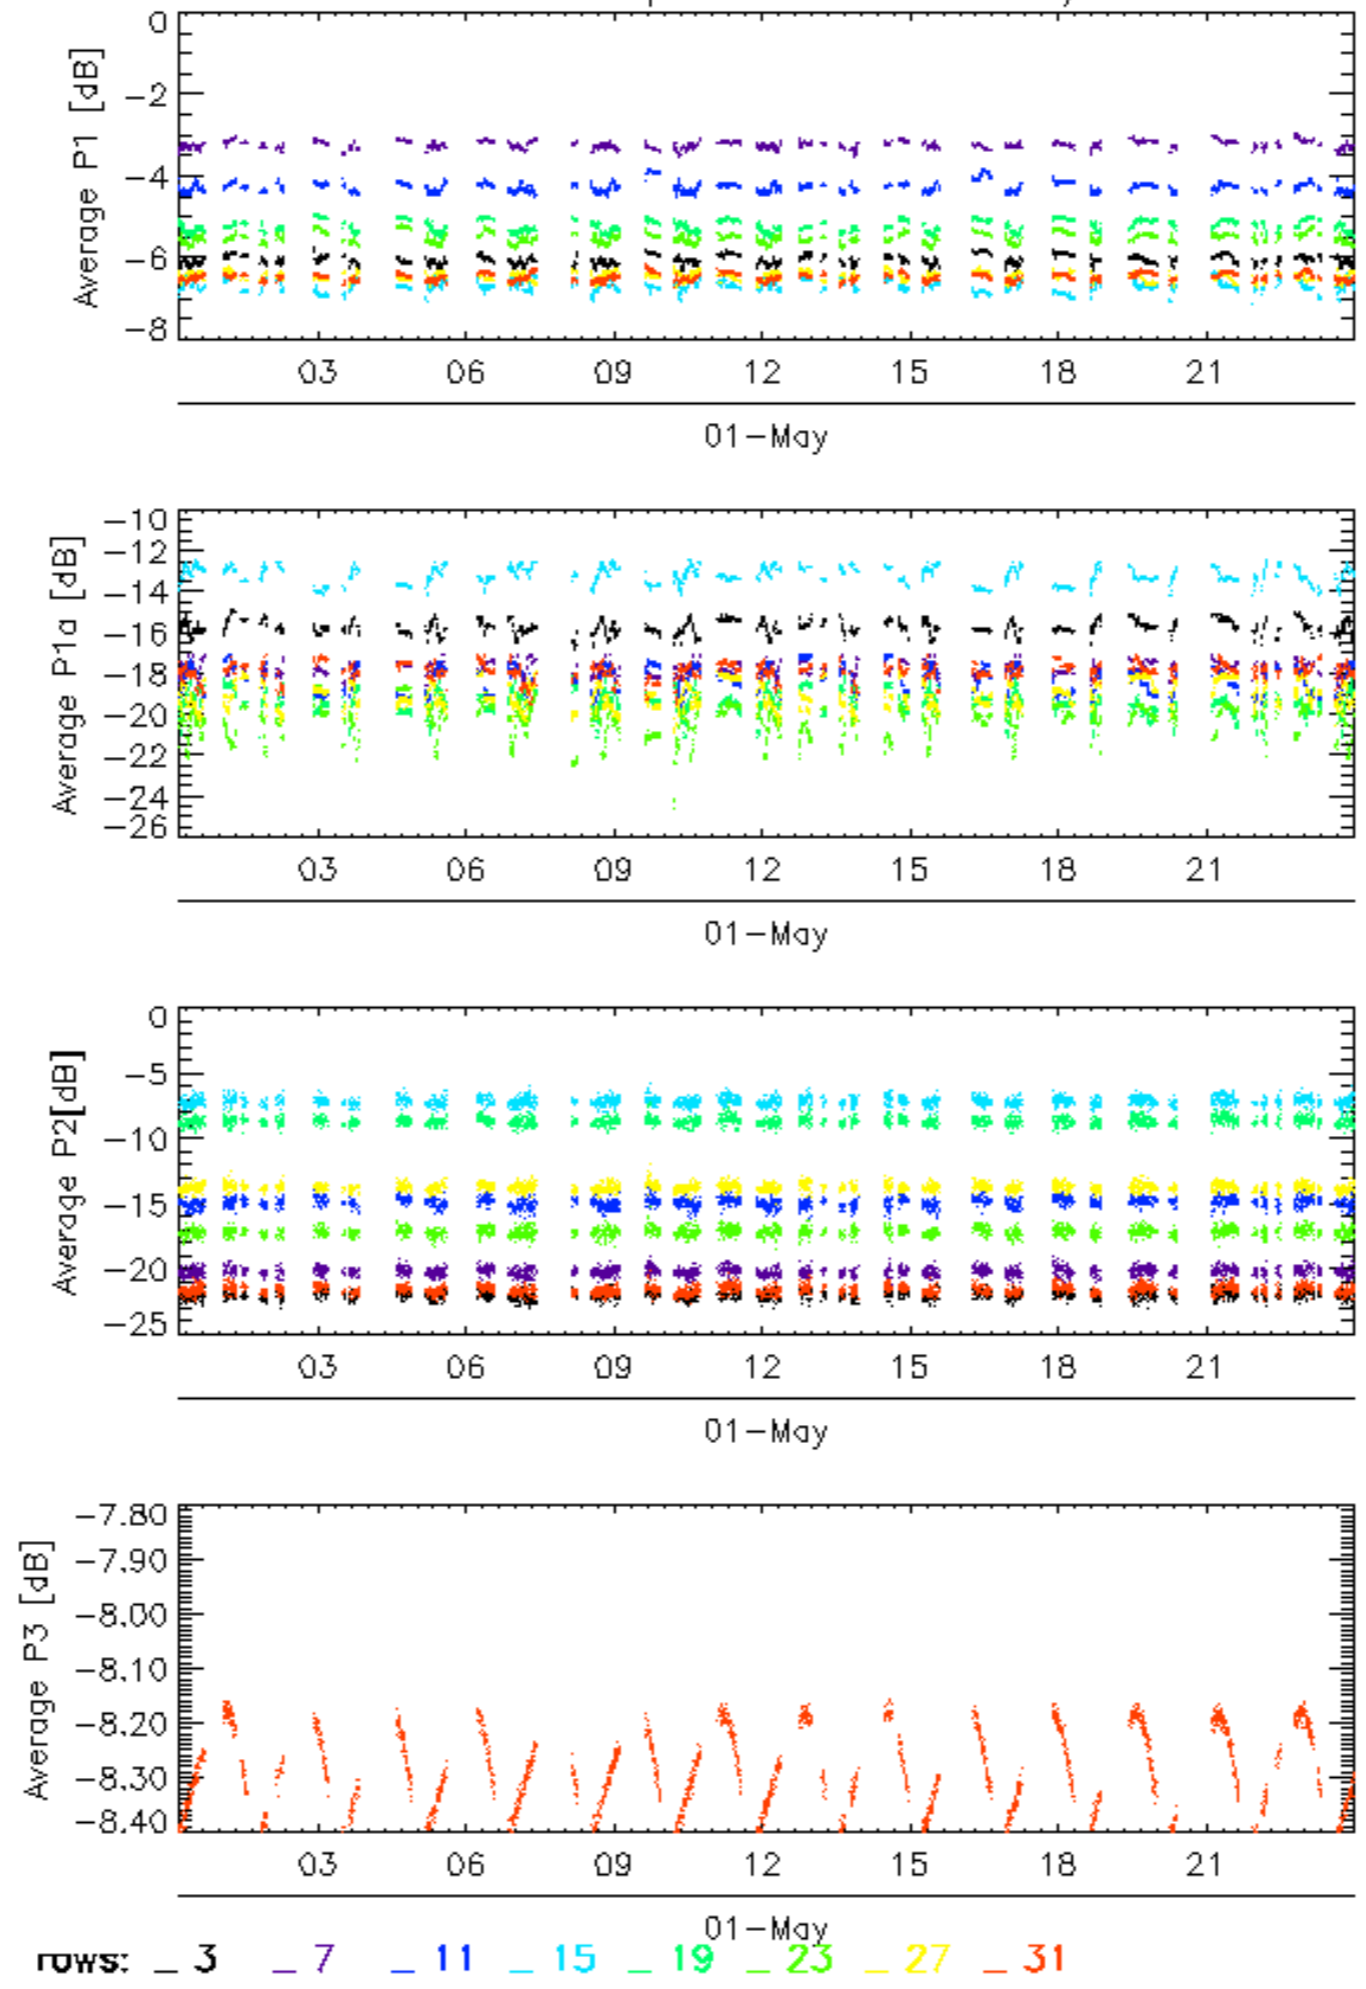 Average P1 [dB]
0
-2
-4
-6
-8
03 06 09 12 15 18 21
01-May
Average P1a [dB]
-10
-12
-14
-16
-18
-20
-22
-24
-26
03 06 09 12 15 18 21
01-May
Average P2[dB]
0
-5
-10
-15
-20
-25
03 06 09 12 15 18 21
01-May
Average P3 [dB]
-7.80
-7.90
-8.00
-8.10
-8.20
-8.30
-8.40
03 06 09 12 15 18 21
01-May
rows: _ 3 _ 7 _ 11 _ 15 _ 19 _ 23 _ 27 _ 31